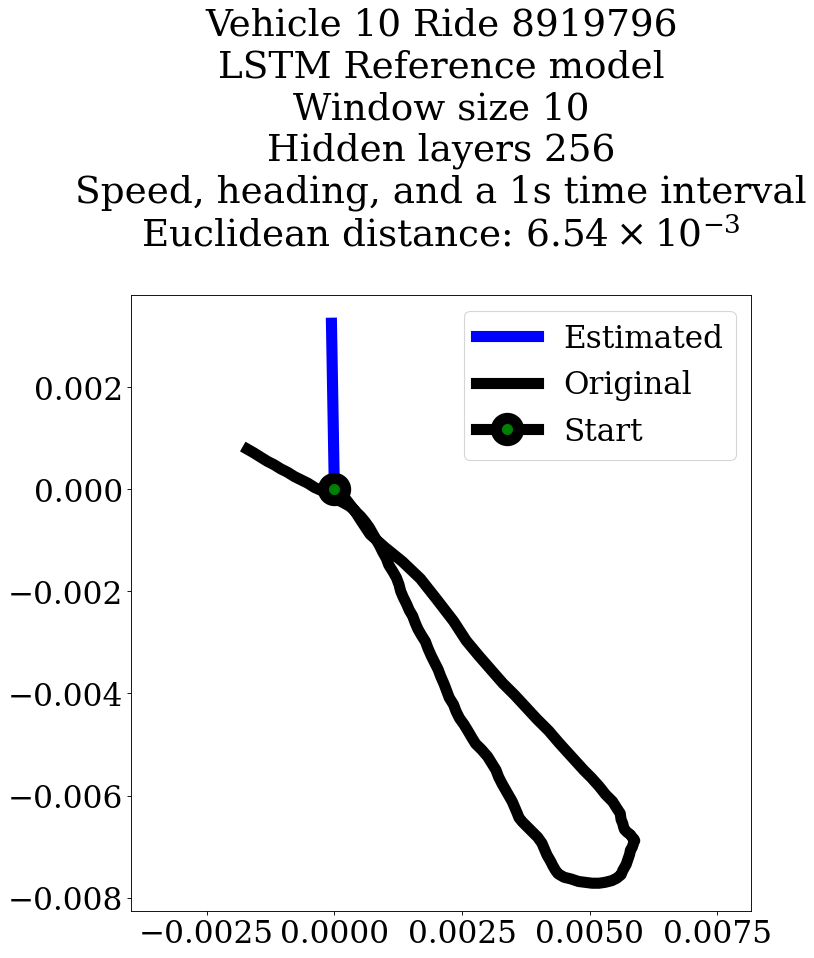 Vehicle 10 Ride 8919796
LSTM Reference model
Window size 10
Hidden layers 256
Speed, heading, and a 1s time interval
Euclidean distance: 6.54 × 10⁻³
Estimated
Original
Start
0.002
0.000
−0.002
−0.004
−0.006
−0.008
−0.0025 0.0000 0.0025 0.0050 0.0075